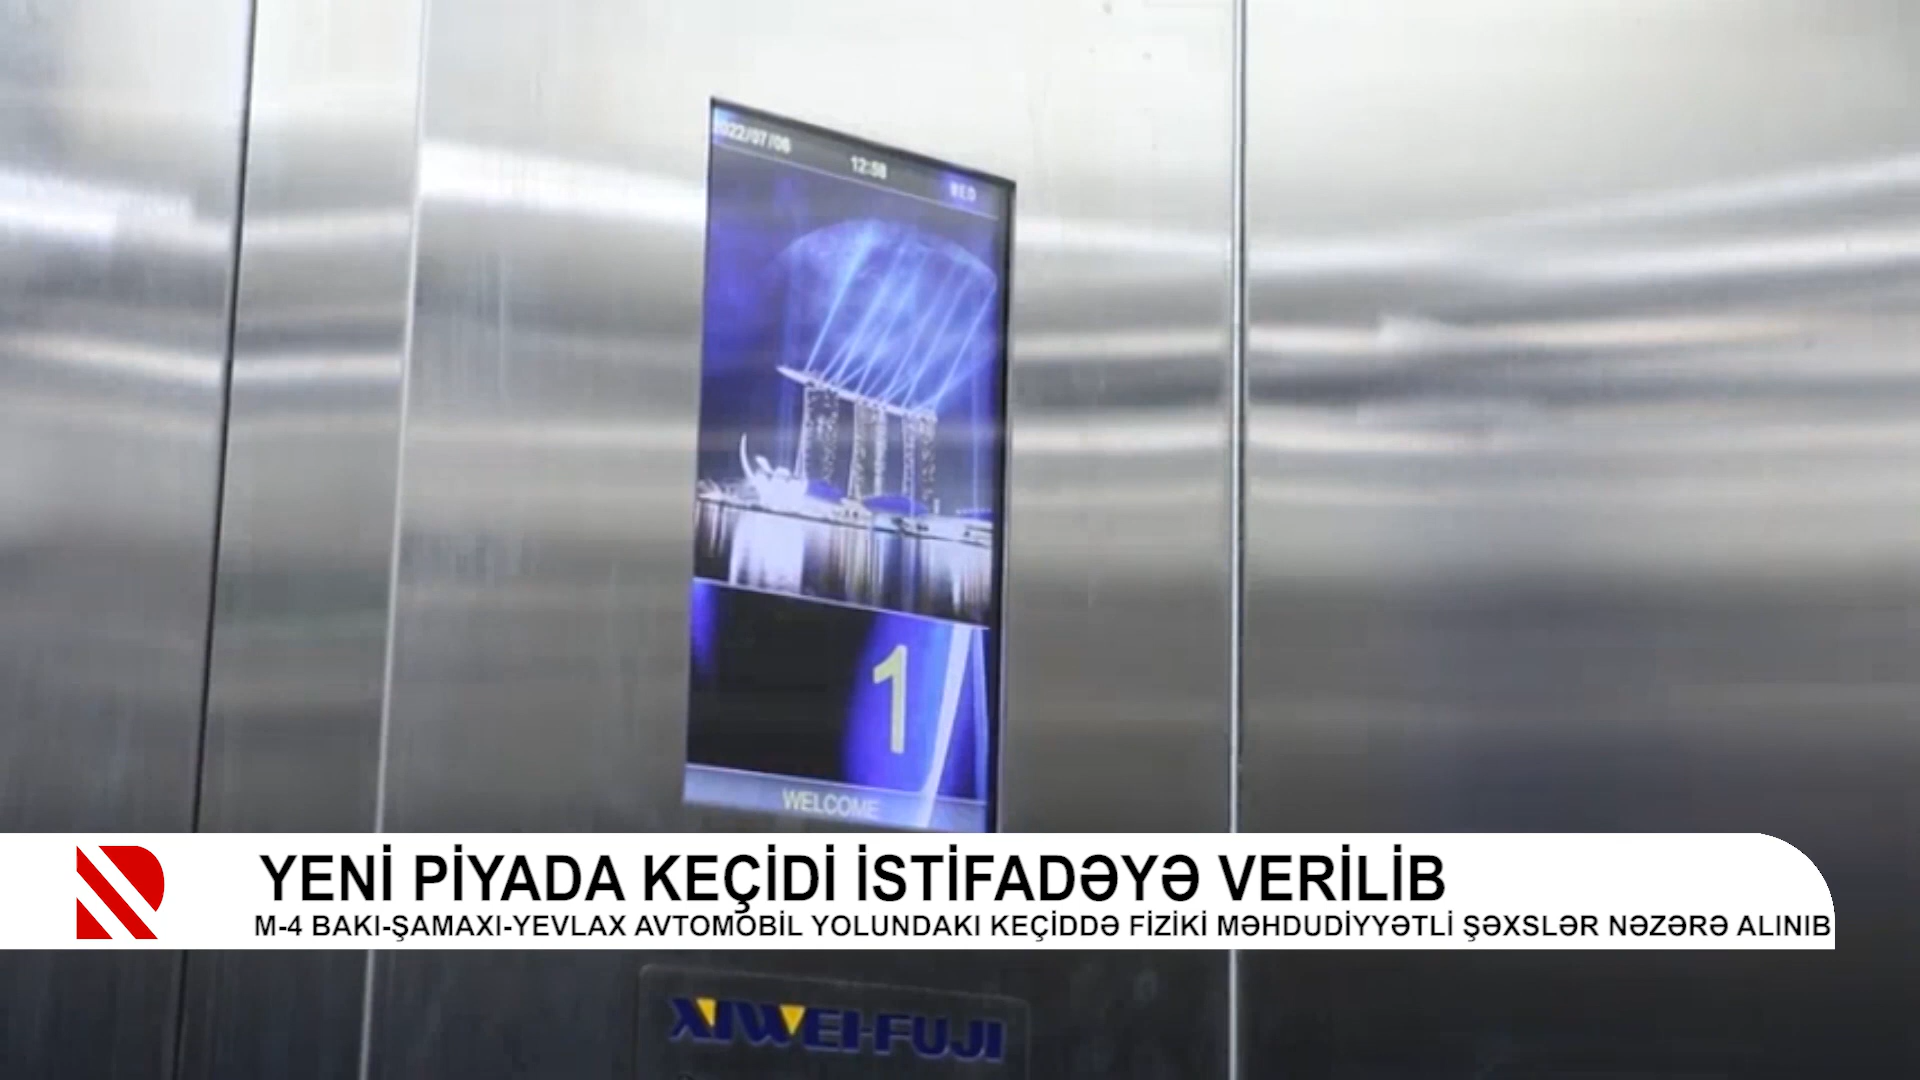 2022/07/06
12:58
WED
1
WELCOME
YENİ PİYADA KEÇİDİ İSTİFADƏYƏ VERİLİB
M-4 BAKI-ŞAMAXI-YEVLAX AVTOMOBİL YOLUNDAKI KEÇİDDƏ FİZİKİ MƏHDUDİYYƏTLİ ŞƏXSLƏR NƏZƏRƏ ALINIB
XIWEI-FUJI